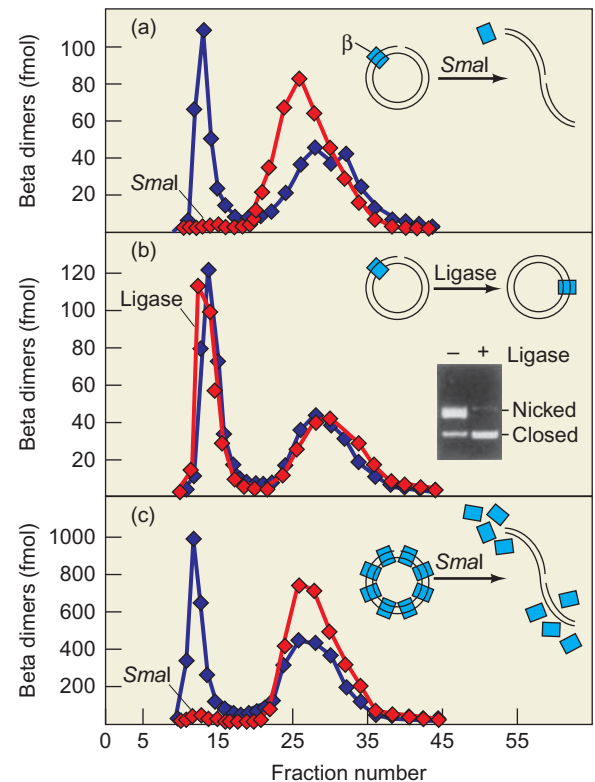 (a)
Beta dimers (fmol)
100
80
60
40
20
β
SmaI
SmaI
(b)
Beta dimers (fmol)
120
100
80
60
40
20
Ligase
Ligase
– + Ligase
Nicked
Closed
(c)
Beta dimers (fmol)
1000
800
600
400
200
SmaI
SmaI
0 5 15 25 35 45 55
Fraction number